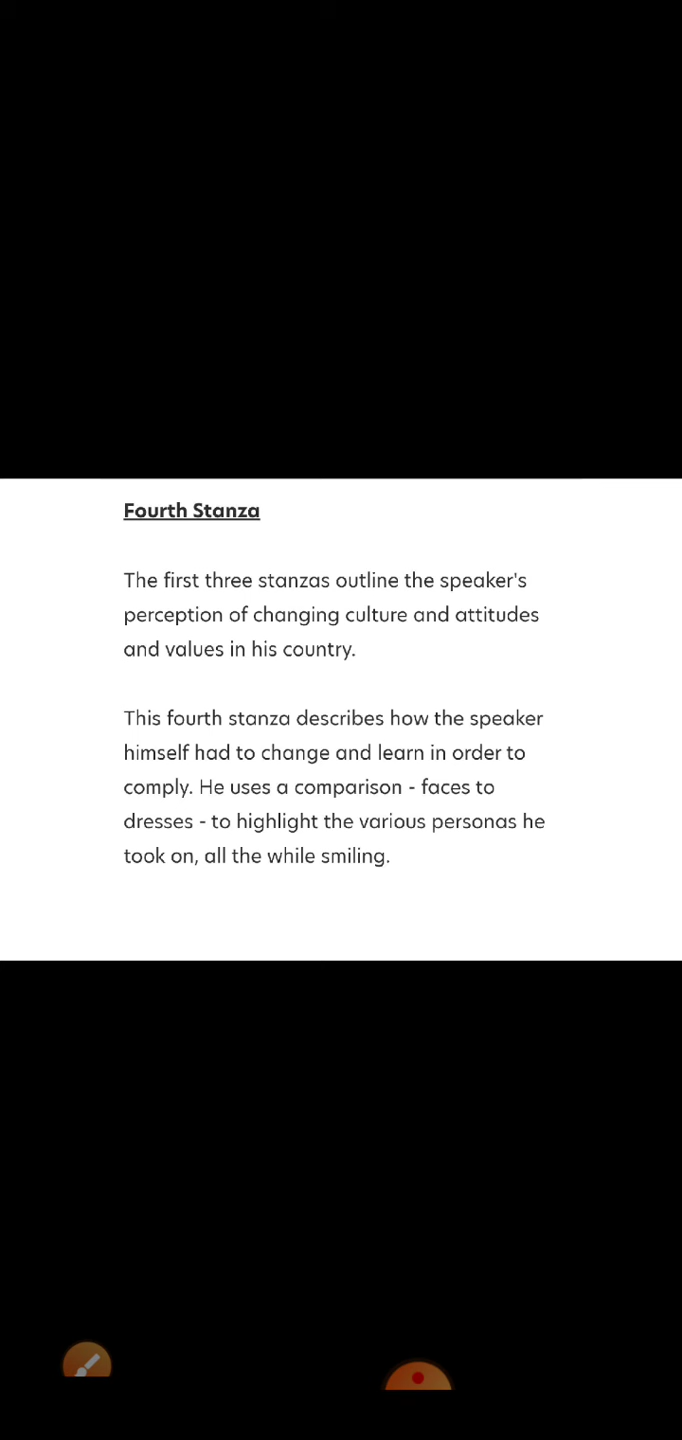 Fourth Stanza
The first three stanzas outline the speaker's
perception of changing culture and attitudes
and values in his country.
This fourth stanza describes how the speaker
himself had to change and learn in order to
comply. He uses a comparison - faces to
dresses - to highlight the various personas he
took on, all the while smiling.